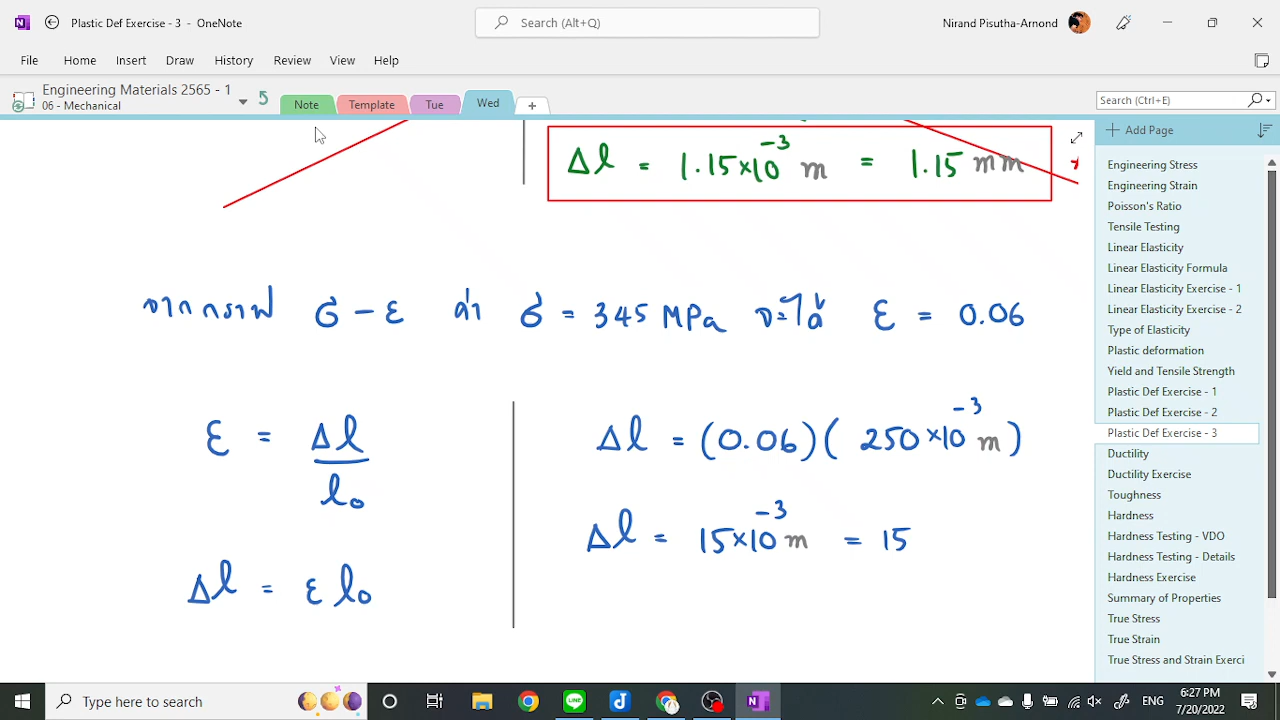 Plastic Def Exercise - 3 - OneNote
Search (Alt+Q)
Nirand Pisutha-Arnond
File Home Insert Draw History Review View Help
Engineering Materials 2565 - 1
06 - Mechanical
Note Template Tue Wed +
Search (Ctrl+E)
Add Page
Δl = 1.15×10⁻³ m = 1.15 mm
จากกราฟ σ - ε ค่า σ = 345 MPa จะได้ ε = 0.06
ε = Δl / l₀
Δl = ε l₀
Δl = (0.06)( 250×10⁻³ m )
Δl = 15×10⁻³ m = 15
Engineering Stress
Engineering Strain
Poisson's Ratio
Tensile Testing
Linear Elasticity
Linear Elasticity Formula
Linear Elasticity Exercise - 1
Linear Elasticity Exercise - 2
Type of Elasticity
Plastic deformation
Yield and Tensile Strength
Plastic Def Exercise - 1
Plastic Def Exercise - 2
Plastic Def Exercise - 3
Ductility
Ductility Exercise
Toughness
Hardness
Hardness Testing - VDO
Hardness Testing - Details
Hardness Exercise
Summary of Properties
True Stress
True Strain
True Stress and Strain Exerci
Type here to search
ENG
6:27 PM
7/20/2022